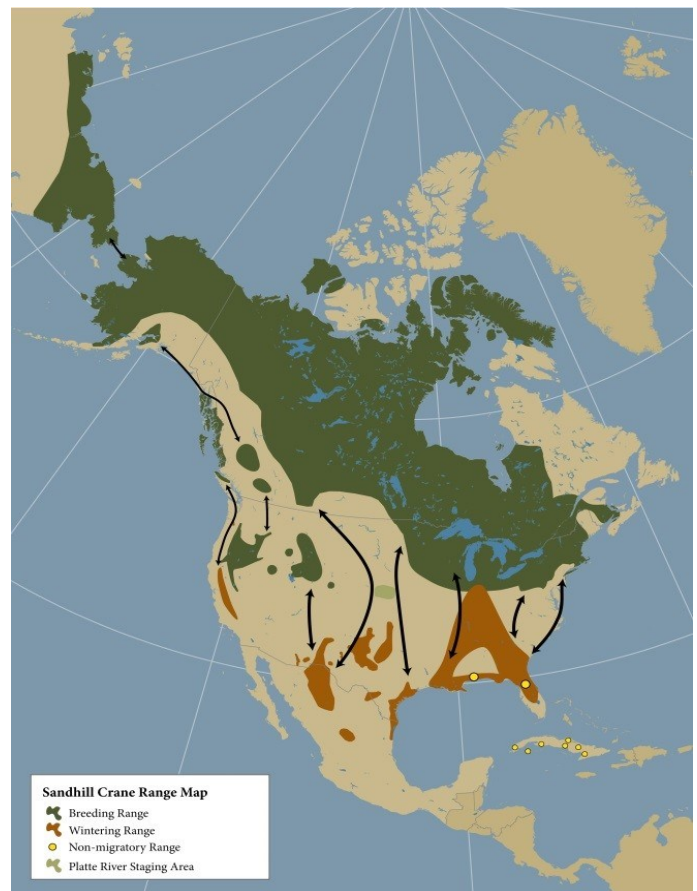 Sandhill Crane Range Map
Breeding Range
Wintering Range
Non-migratory Range
Platte River Staging Area